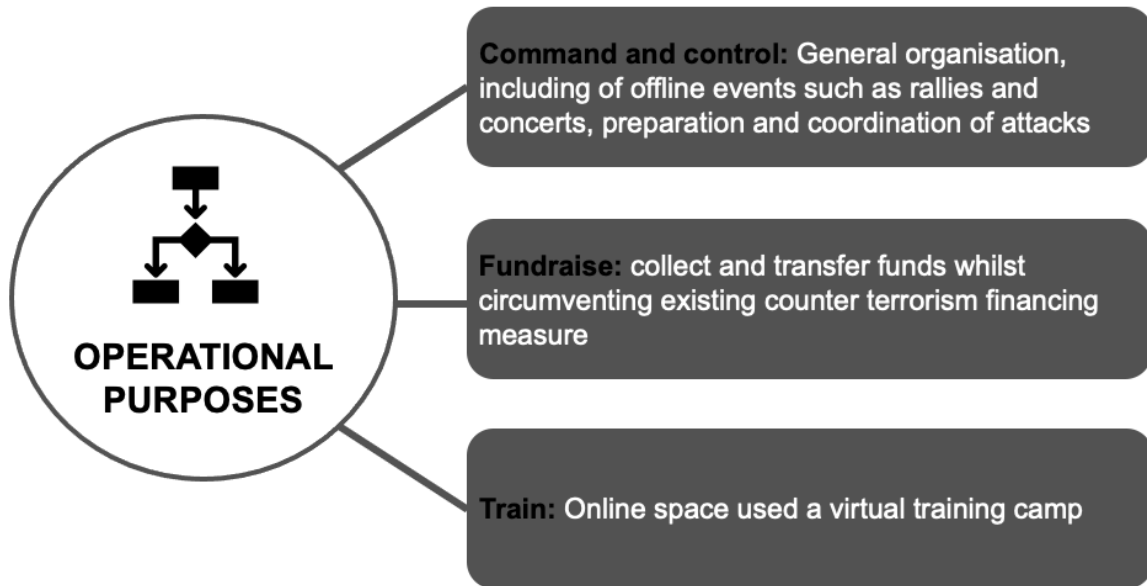 OPERATIONAL
PURPOSES
Command and control: General organisation,
including of offline events such as rallies and
concerts, preparation and coordination of attacks
Fundraise: collect and transfer funds whilst
circumventing existing counter terrorism financing
measure
Train: Online space used a virtual training camp